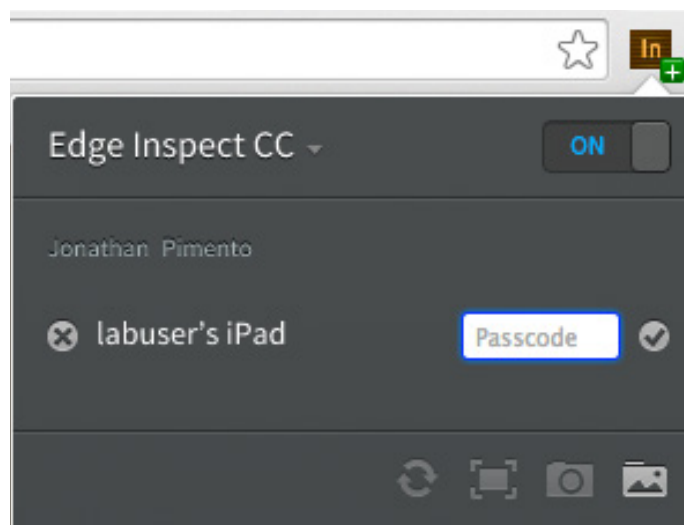 In
Edge Inspect CC
ON
Jonathan Pimento
labuser's iPad
Passcode